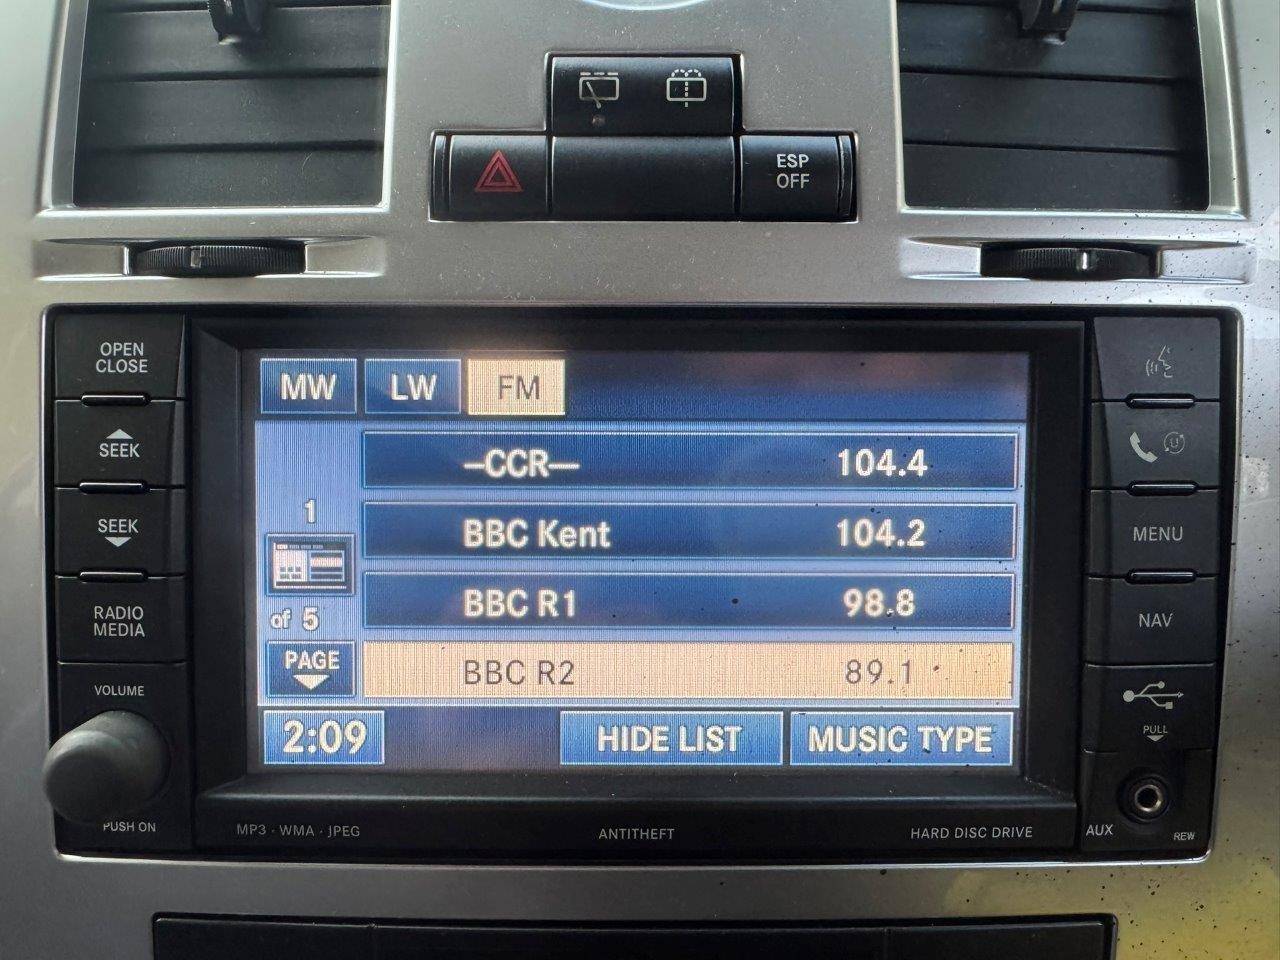 ESP
OFF
OPEN
CLOSE
SEEK
SEEK
RADIO
MEDIA
VOLUME
PUSH ON
MW
LW
FM
–CCR—
104.4
BBC Kent
104.2
BBC R1
98.8
BBC R2
89.1
1
of 5
PAGE
2:09
HIDE LIST
MUSIC TYPE
MP3 · WMA · JPEG
ANTITHEFT
HARD DISC DRIVE
MENU
NAV
PULL
AUX
REW